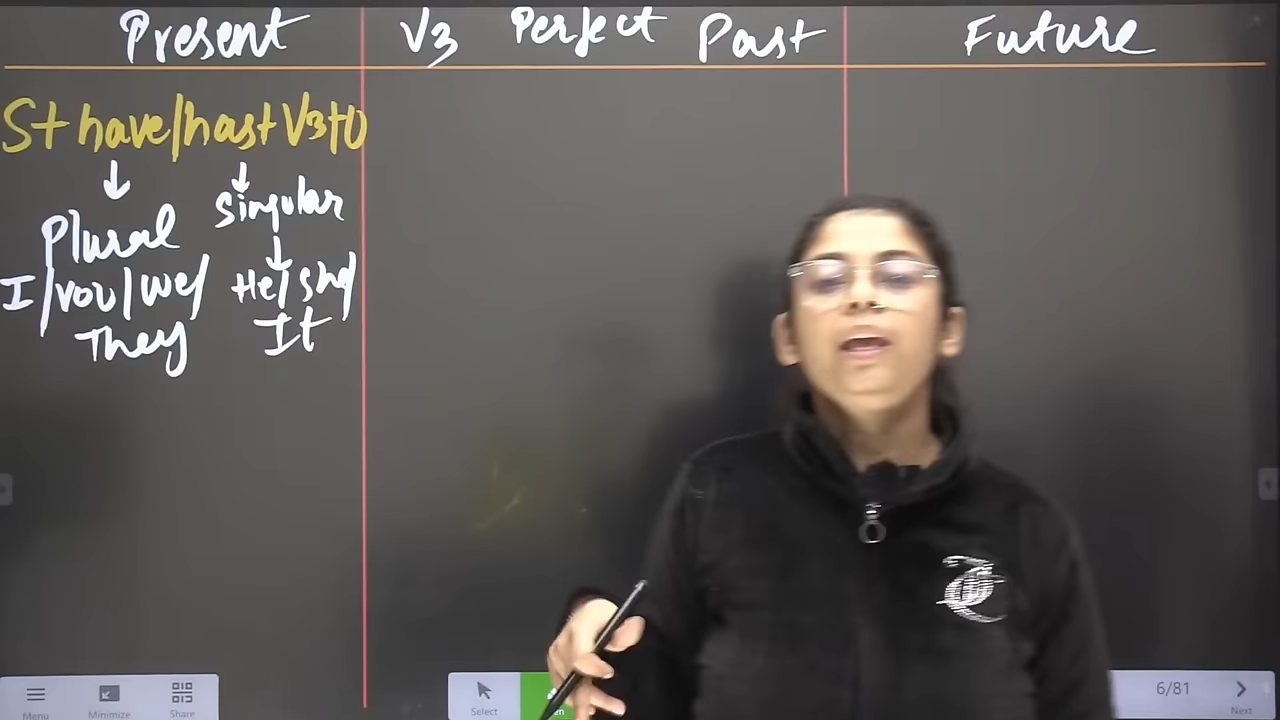 Present V3 Perfect Past Future
S+ have/has+ V3+O
↓ ↓
Plural Singular
↓
I/you/we/ He/She/
They It
Menu Minimize Share Select 6/81 Next